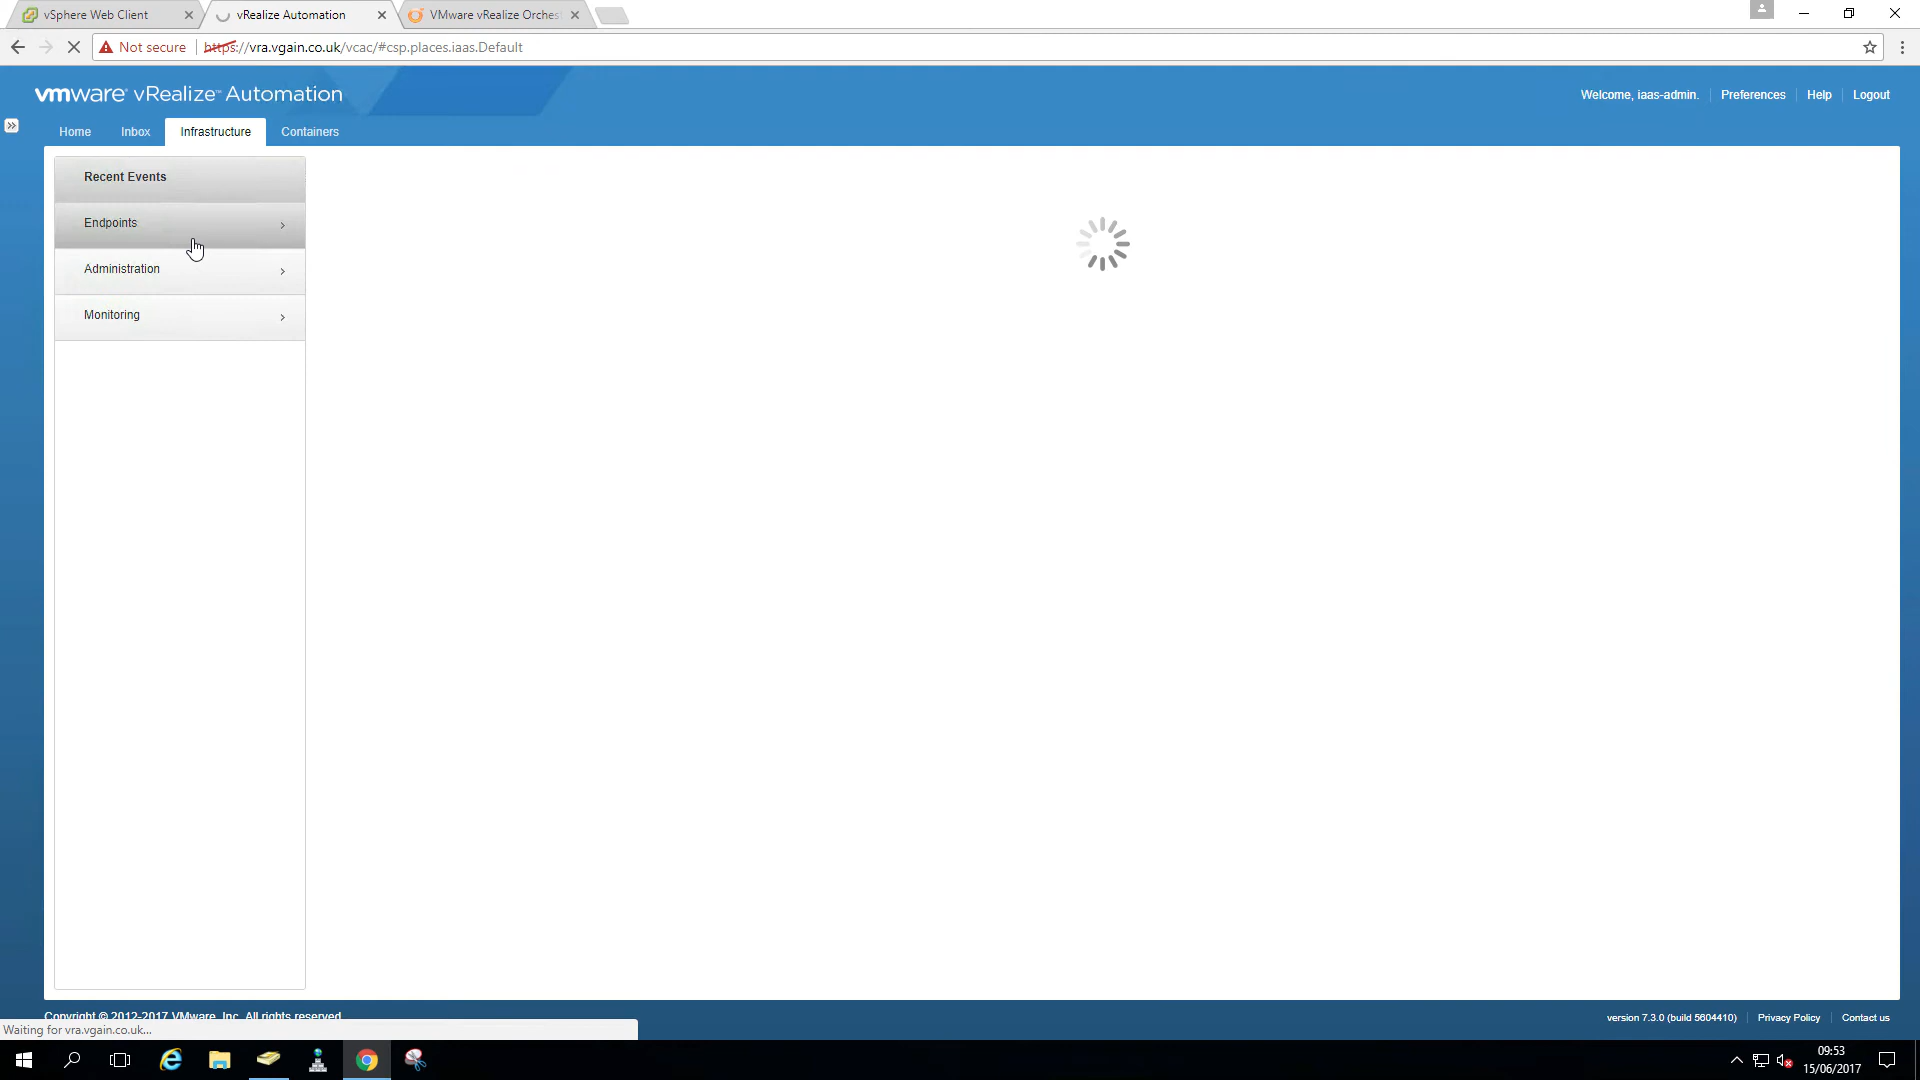 vSphere Web Client
vRealize Automation
VMware vRealize Orches
Not secure
https://vra.vgain.co.uk/vcac/#csp.places.iaas.Default
vmware® vRealize™ Automation
Welcome, iaas-admin.
Preferences
Help
Logout
Home
Inbox
Infrastructure
Containers
Recent Events
Endpoints
Administration
Monitoring
Copyright © 2012-2017 VMware, Inc. All rights reserved
version 7.3.0 (build 5604410)
Privacy Policy
Contact us
Waiting for vra.vgain.co.uk...
09:53
15/06/2017